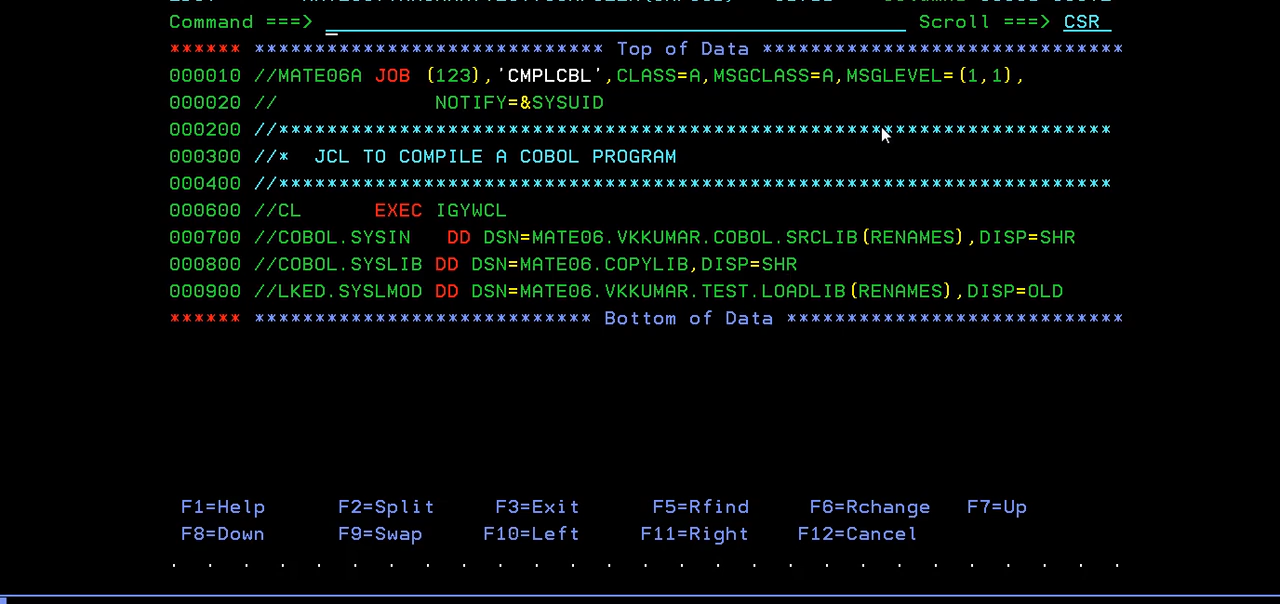 Command ===> Scroll ===> CSR
****** ***************************** Top of Data ******************************
000010 //MATE06A JOB (123),'CMPLCBL',CLASS=A,MSGCLASS=A,MSGLEVEL=(1,1),
000020 //             NOTIFY=&SYSUID
000200 //*********************************************************************
000300 //*  JCL TO COMPILE A COBOL PROGRAM
000400 //*********************************************************************
000600 //CL      EXEC IGYWCL
000700 //COBOL.SYSIN   DD DSN=MATE06.VKKUMAR.COBOL.SRCLIB(RENAMES),DISP=SHR
000800 //COBOL.SYSLIB DD DSN=MATE06.COPYLIB,DISP=SHR
000900 //LKED.SYSLMOD DD DSN=MATE06.VKKUMAR.TEST.LOADLIB(RENAMES),DISP=OLD
****** **************************** Bottom of Data ****************************
F1=Help      F2=Split     F3=Exit      F5=Rfind     F6=Rchange   F7=Up
F8=Down      F9=Swap     F10=Left     F11=Right    F12=Cancel
. . . . . . . . . . . . . . . . . . . . . . . . . . .